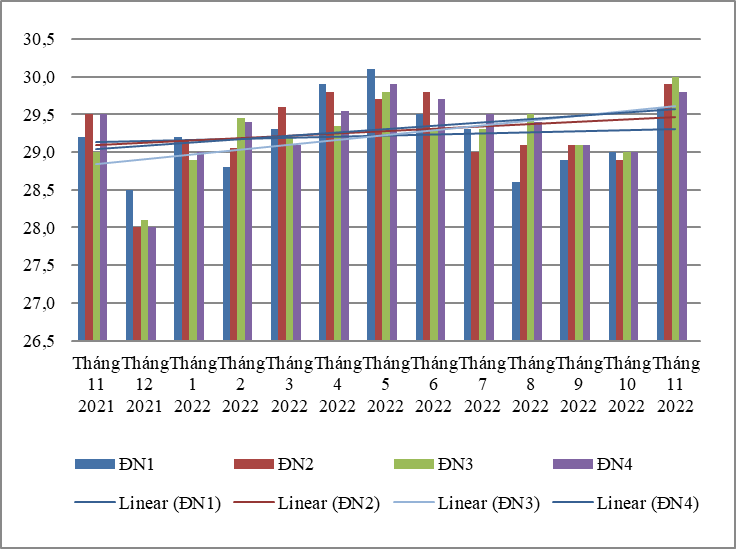 30,5
30,0
29,5
29,0
28,5
28,0
27,5
27,0
26,5
Tháng Tháng Tháng Tháng Tháng Tháng Tháng Tháng Tháng Tháng Tháng Tháng Tháng
11 12 1 2 3 4 5 6 7 8 9 10 11
2021 2021 2022 2022 2022 2022 2022 2022 2022 2022 2022 2022 2022
ĐN1 ĐN2 ĐN3 ĐN4
Linear (ĐN1) Linear (ĐN2) Linear (ĐN3) Linear (ĐN4)